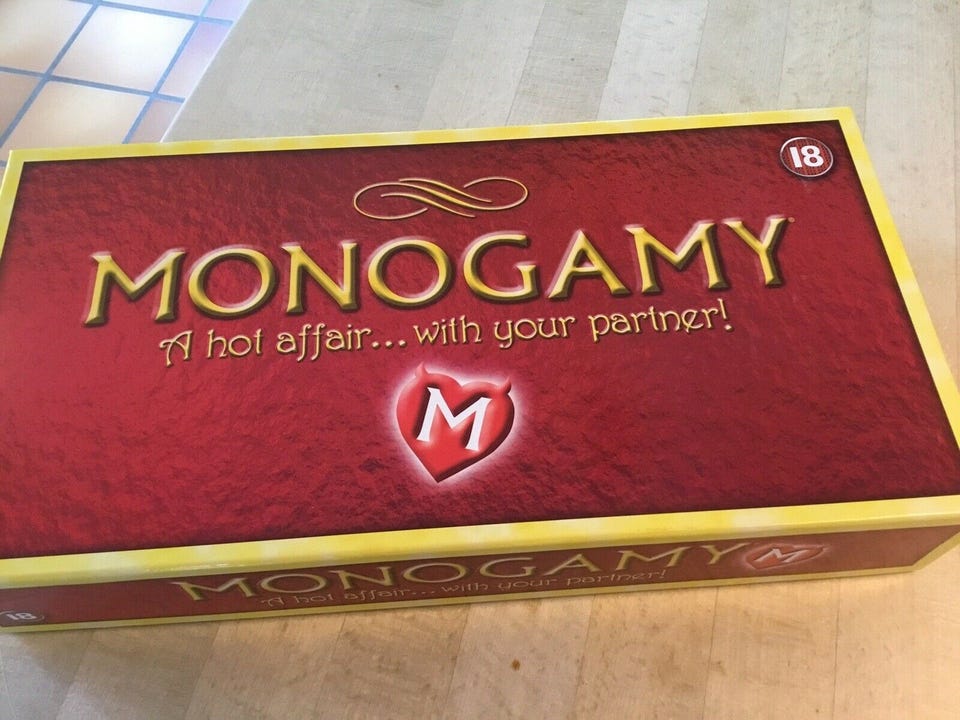 18
MONOGAMY
A hot affair... with your partner!
M
MONOGAMY M
A hot affair... with your partner!
18